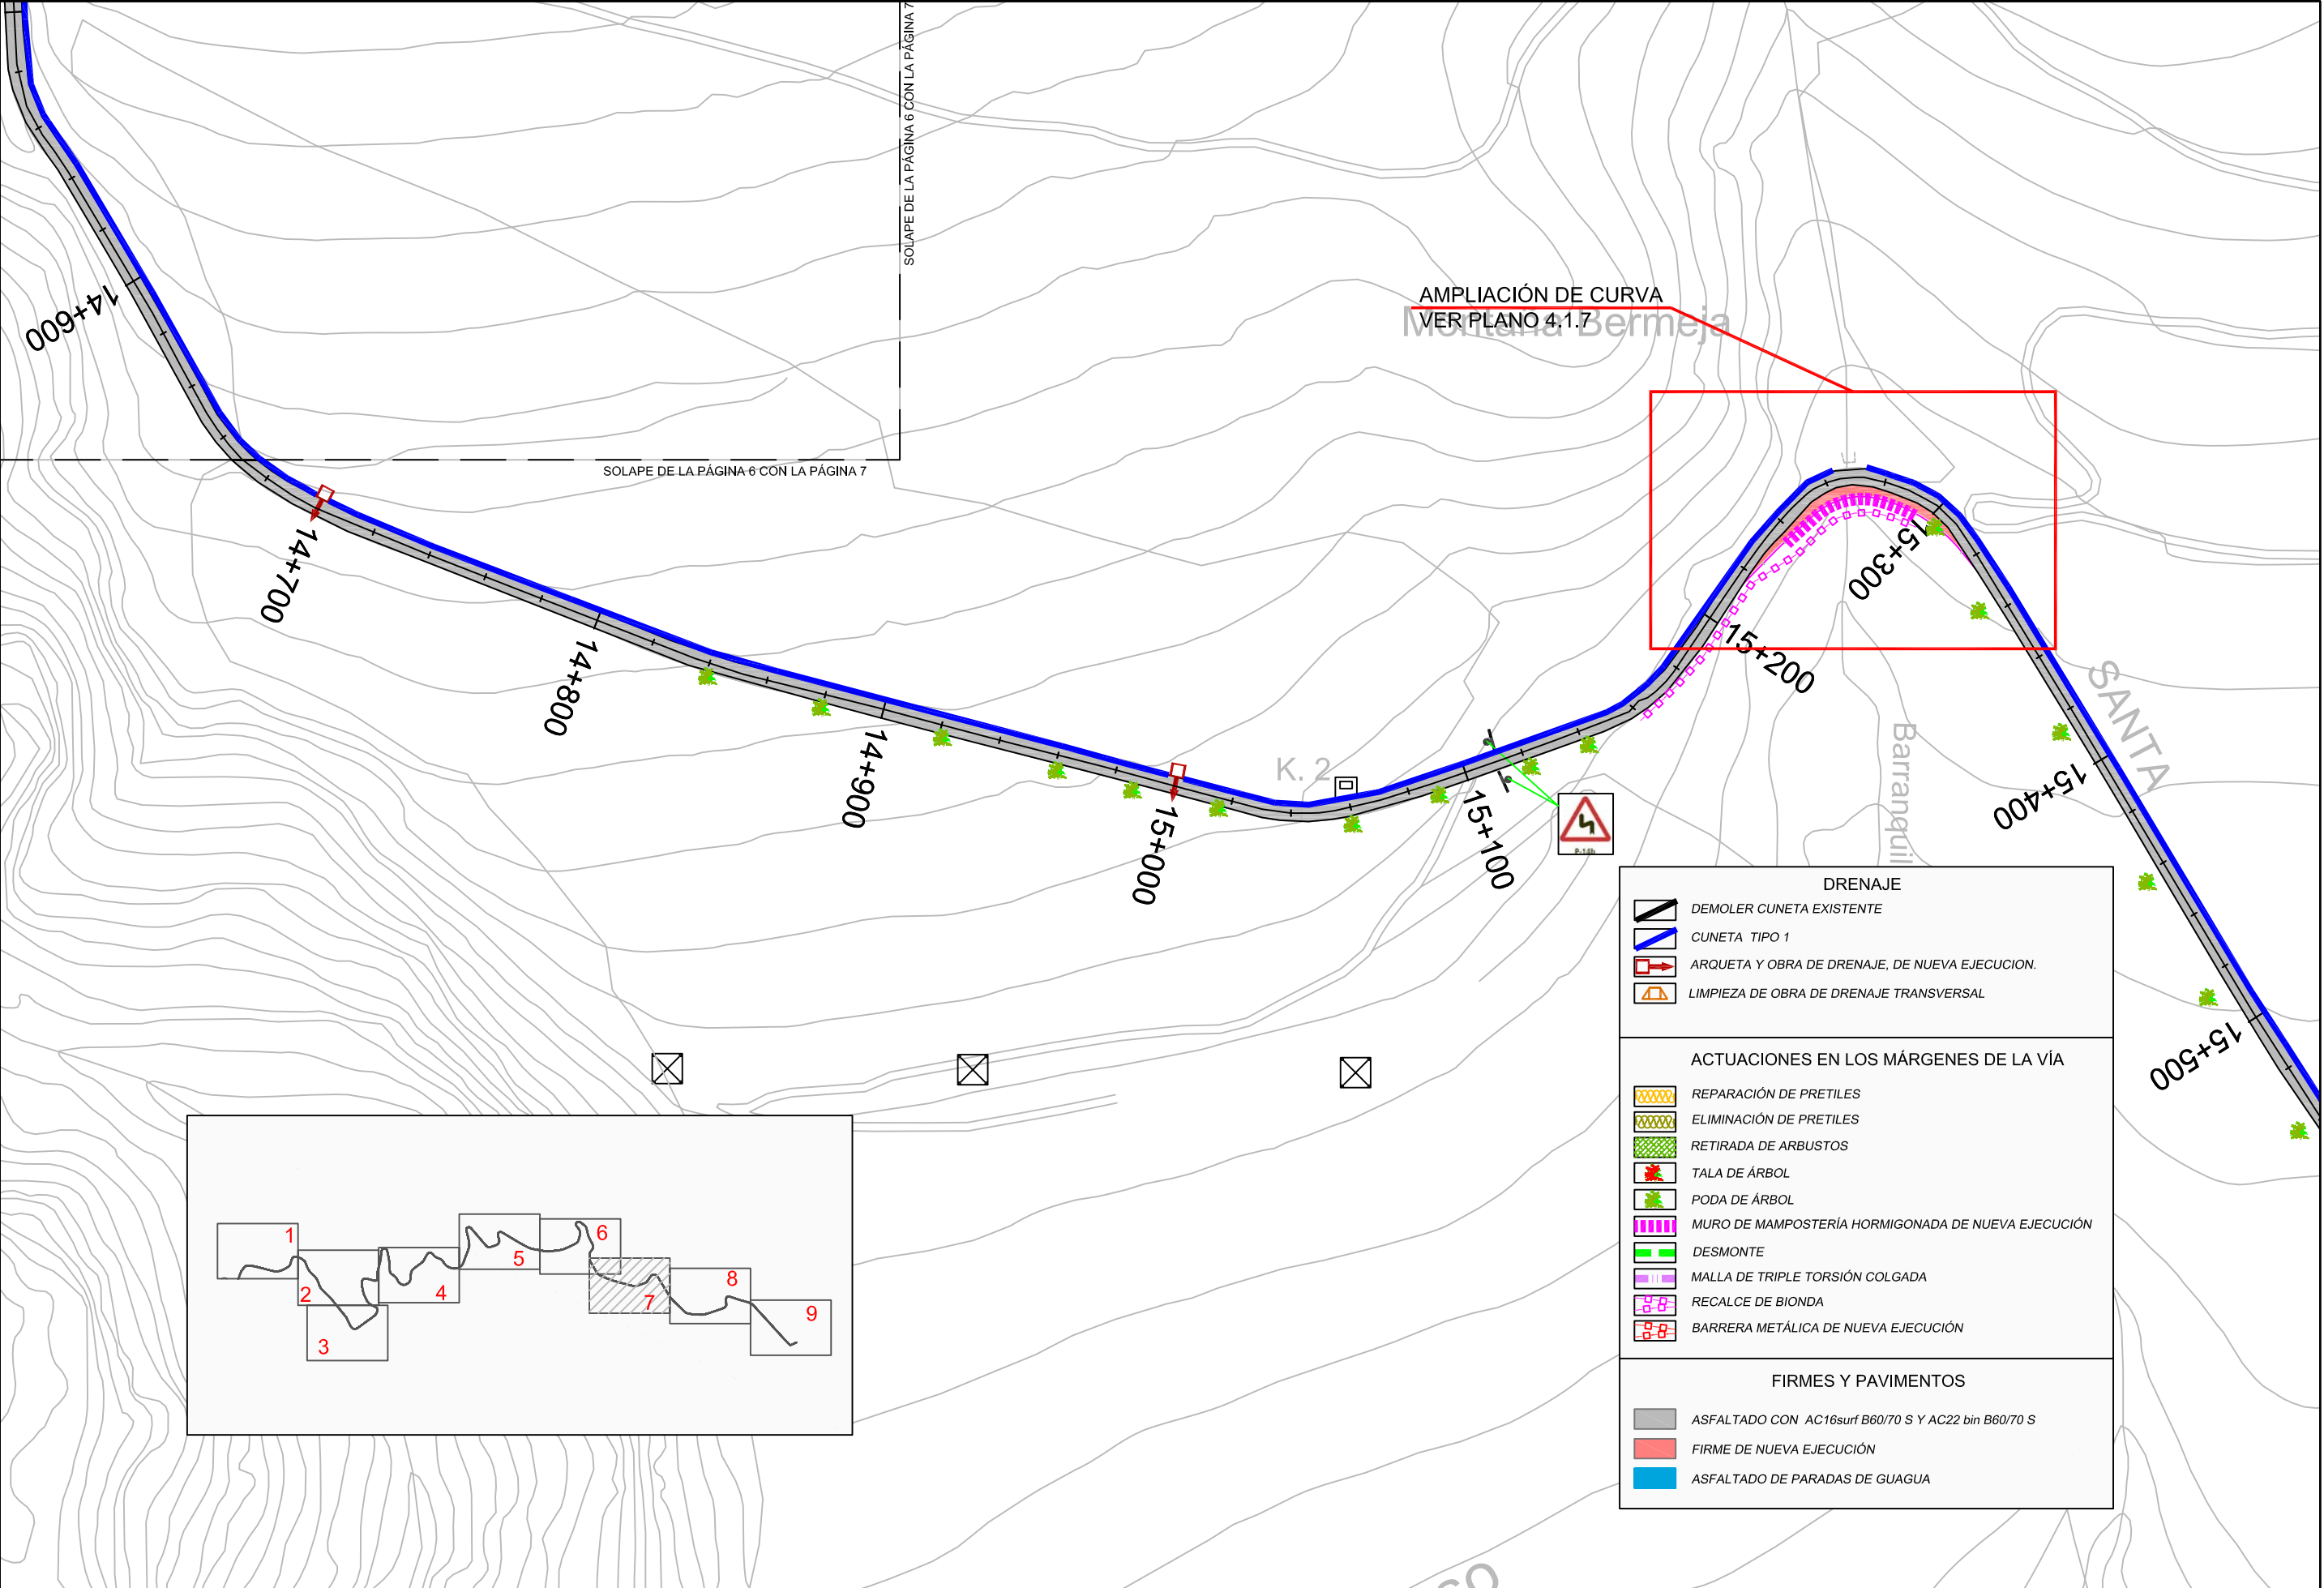 SOLAPE DE LA PÁGINA 6 CON LA PÁGINA 7
SOLAPE DE LA PÁGINA 6 CON LA PÁGINA 7
AMPLIACIÓN DE CURVA
VER PLANO 4.1.7
Montaña Bermeja
14+600
14+700
14+800
14+900
15+000
15+100
15+200
15+300
15+400
15+500
K. 2
P-14b
SANTA
Barranquil
DRENAJE
DEMOLER CUNETA EXISTENTE
CUNETA TIPO 1
ARQUETA Y OBRA DE DRENAJE, DE NUEVA EJECUCION.
LIMPIEZA DE OBRA DE DRENAJE TRANSVERSAL
ACTUACIONES EN LOS MÁRGENES DE LA VÍA
REPARACIÓN DE PRETILES
ELIMINACIÓN DE PRETILES
RETIRADA DE ARBUSTOS
TALA DE ÁRBOL
PODA DE ÁRBOL
MURO DE MAMPOSTERÍA HORMIGONADA DE NUEVA EJECUCIÓN
DESMONTE
MALLA DE TRIPLE TORSIÓN COLGADA
RECALCE DE BIONDA
BARRERA METÁLICA DE NUEVA EJECUCIÓN
FIRMES Y PAVIMENTOS
ASFALTADO CON AC16surf B60/70 S Y AC22 bin B60/70 S
FIRME DE NUEVA EJECUCIÓN
ASFALTADO DE PARADAS DE GUAGUA
1
2
3
4
5
6
7
8
9